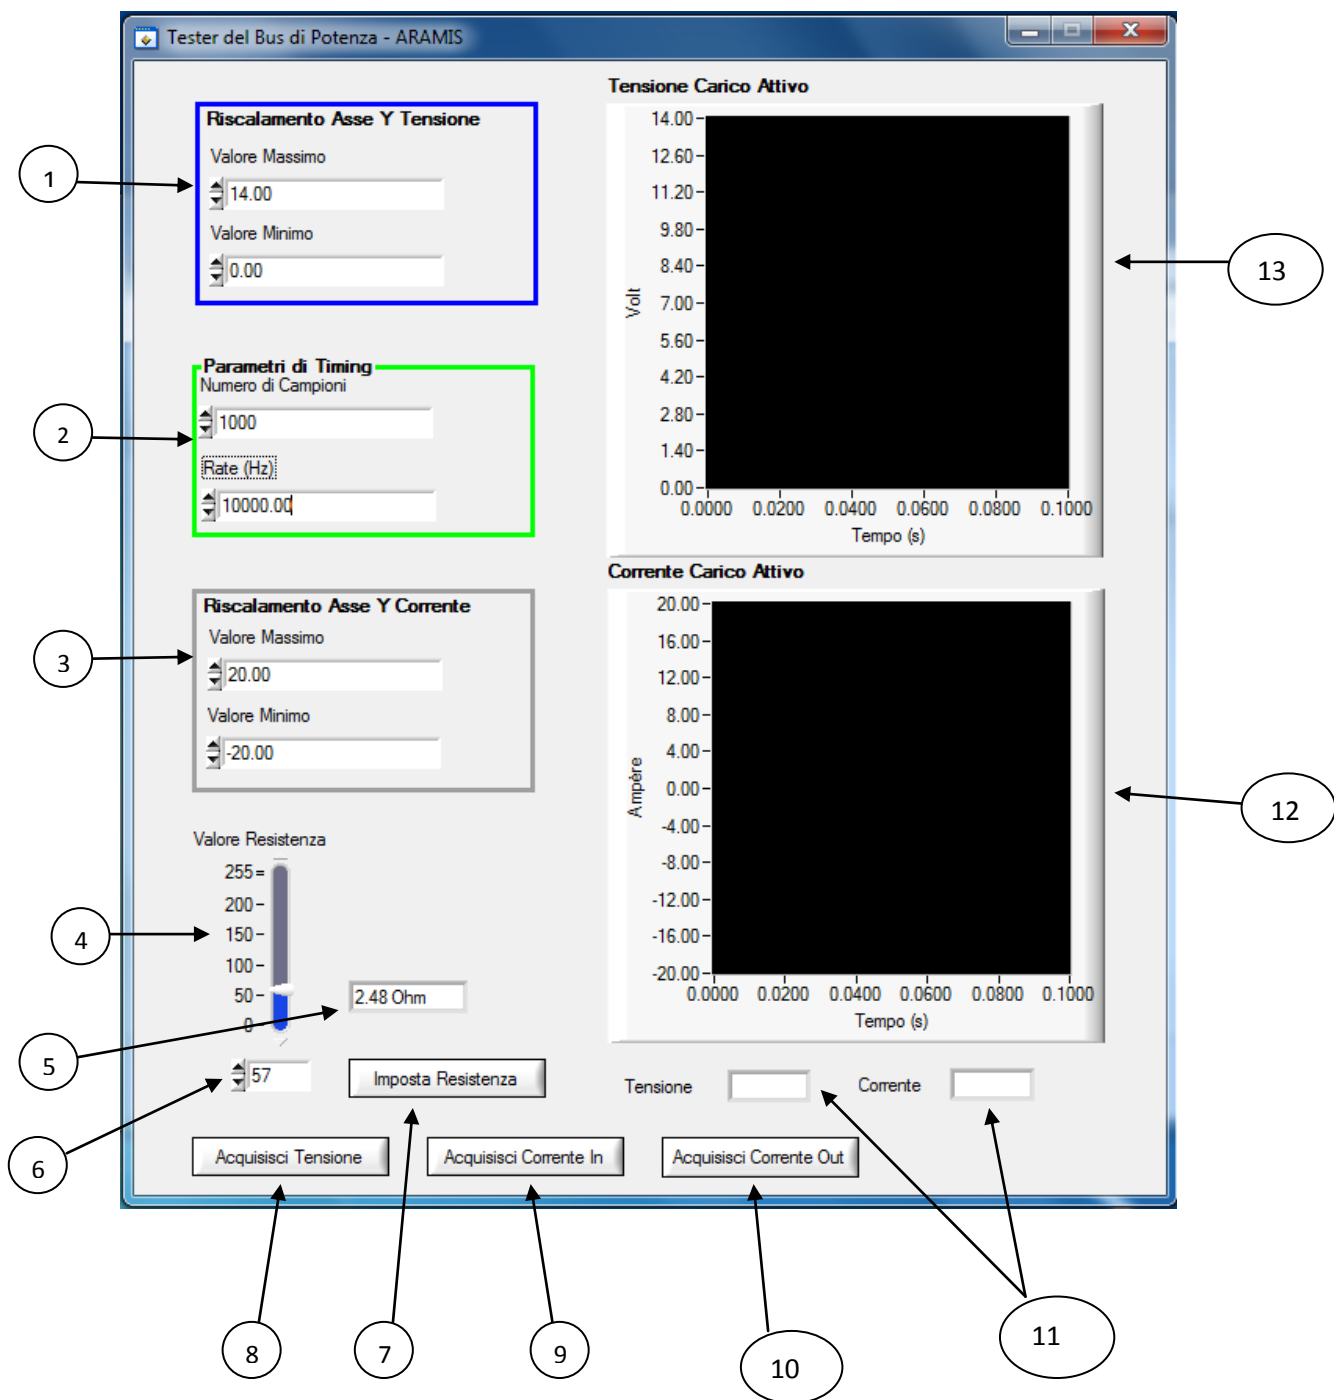 Tester del Bus di Potenza - ARAMIS
Riscalamento Asse Y Tensione
Valore Massimo
14.00
Valore Minimo
0.00
1
Parametri di Timing
Numero di Campioni
1000
Rate (Hz)
10000.00
2
Riscalamento Asse Y Corrente
Valore Massimo
20.00
Valore Minimo
-20.00
3
Valore Resistenza
255
200
150
100
50
0
4
2.48 Ohm
5
57
6
Imposta Resistenza
7
Acquisisci Tensione
8
Acquisisci Corrente In
9
Acquisisci Corrente Out
10
Tensione Carico Attivo
14.00
12.60
11.20
9.80
8.40
7.00
5.60
4.20
2.80
1.40
0.00
Volt
0.0000 0.0200 0.0400 0.0600 0.0800 0.1000
Tempo (s)
13
Corrente Carico Attivo
20.00
16.00
12.00
8.00
4.00
0.00
-4.00
-8.00
-12.00
-16.00
-20.00
Ampère
0.0000 0.0200 0.0400 0.0600 0.0800 0.1000
Tempo (s)
12
Tensione
Corrente
11